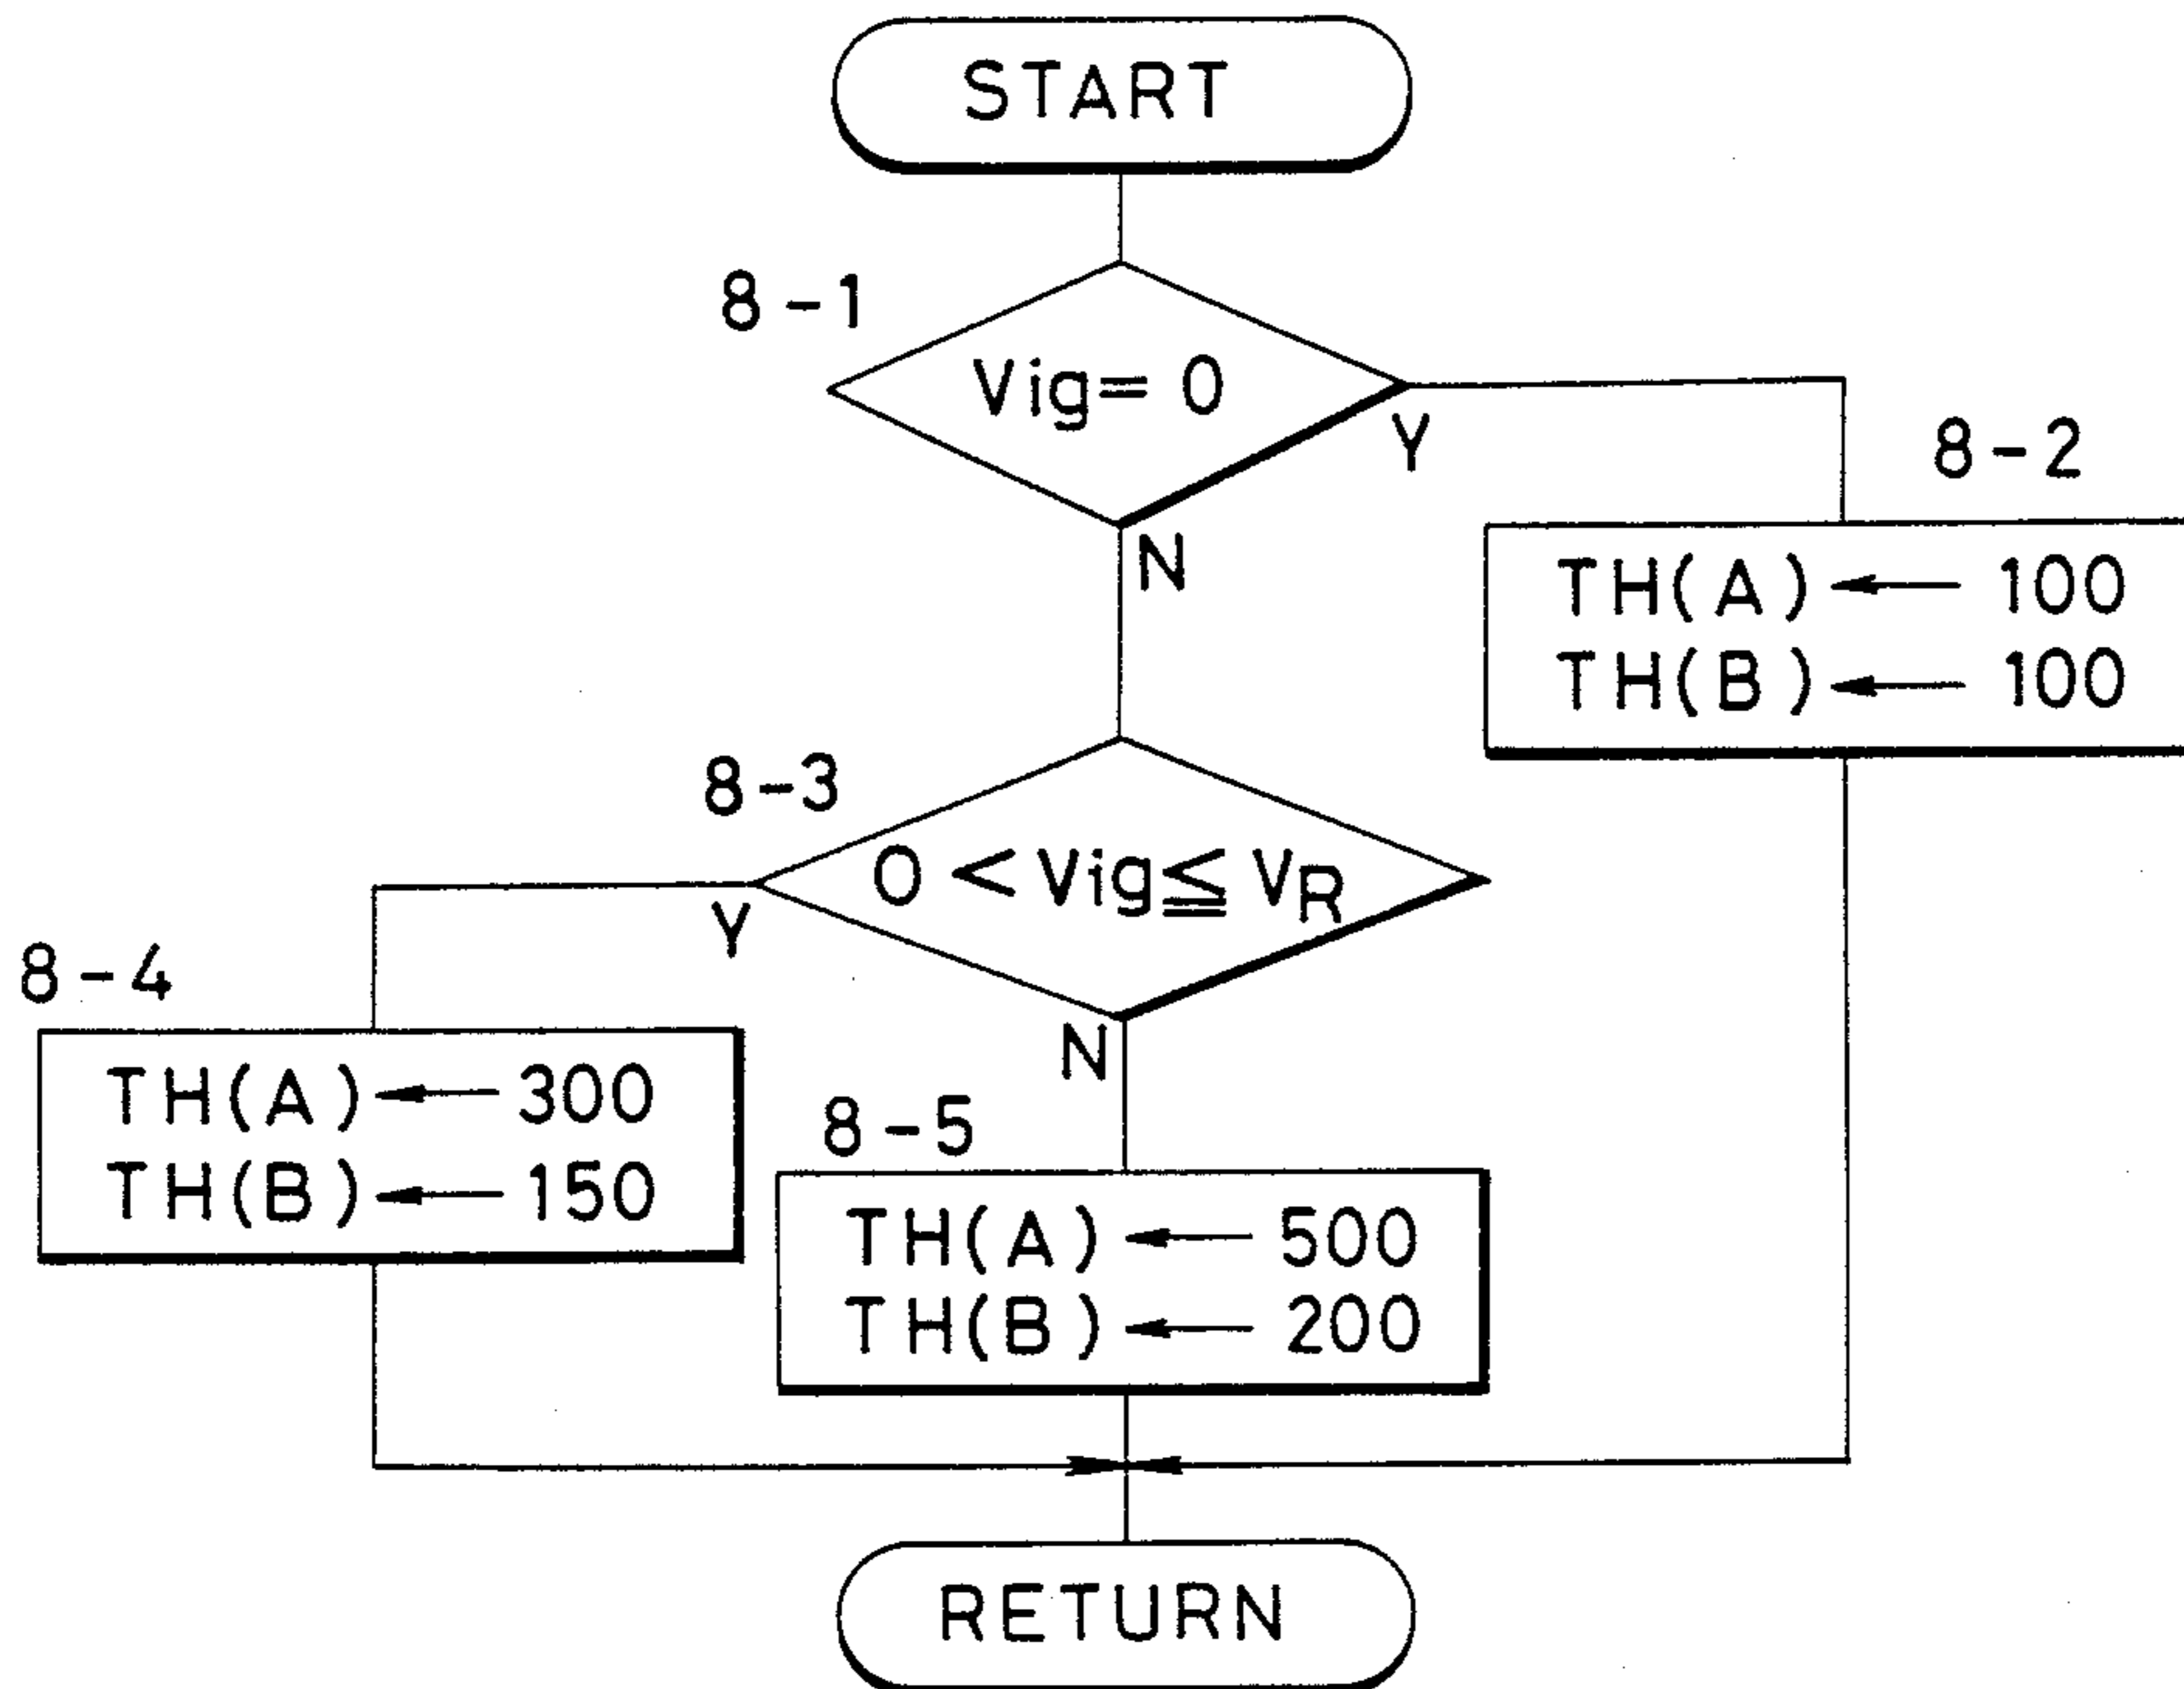 START
8-1
Vig= 0
Y
N
8-2
TH(A) ← 100
TH(B) ← 100
8-3
0 < Vig ≦ VR
Y
N
8-4
TH(A) ← 300
TH(B) ← 150
8-5
TH(A) ← 500
TH(B) ← 200
RETURN